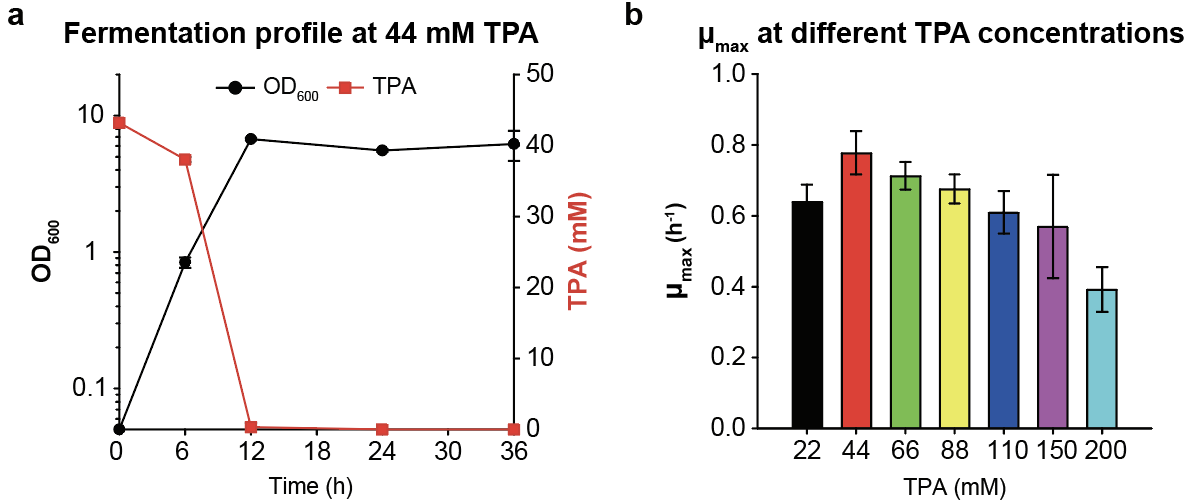 a
Fermentation profile at 44 mM TPA
OD600
TPA
10
1
0.1
OD600
50
40
30
20
10
0
TPA (mM)
0 6 12 18 24 30 36
Time (h)
b
μmax at different TPA concentrations
1.0
0.8
0.6
0.4
0.2
0.0
μmax (h-1)
22 44 66 88 110 150 200
TPA (mM)